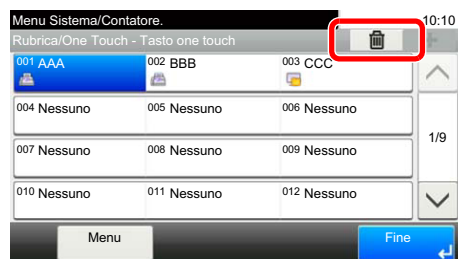 Menu Sistema/Contatore. 10:10
Rubrica/One Touch - Tasto one touch
001 AAA 002 BBB 003 CCC
004 Nessuno 005 Nessuno 006 Nessuno
1/9
007 Nessuno 008 Nessuno 009 Nessuno
010 Nessuno 011 Nessuno 012 Nessuno
Menu Fine